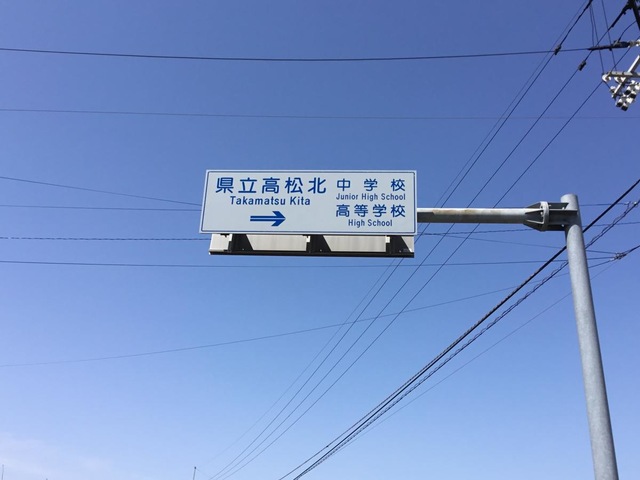 県立高松北
Takamatsu Kita
中学校
Junior High School
高等学校
High School